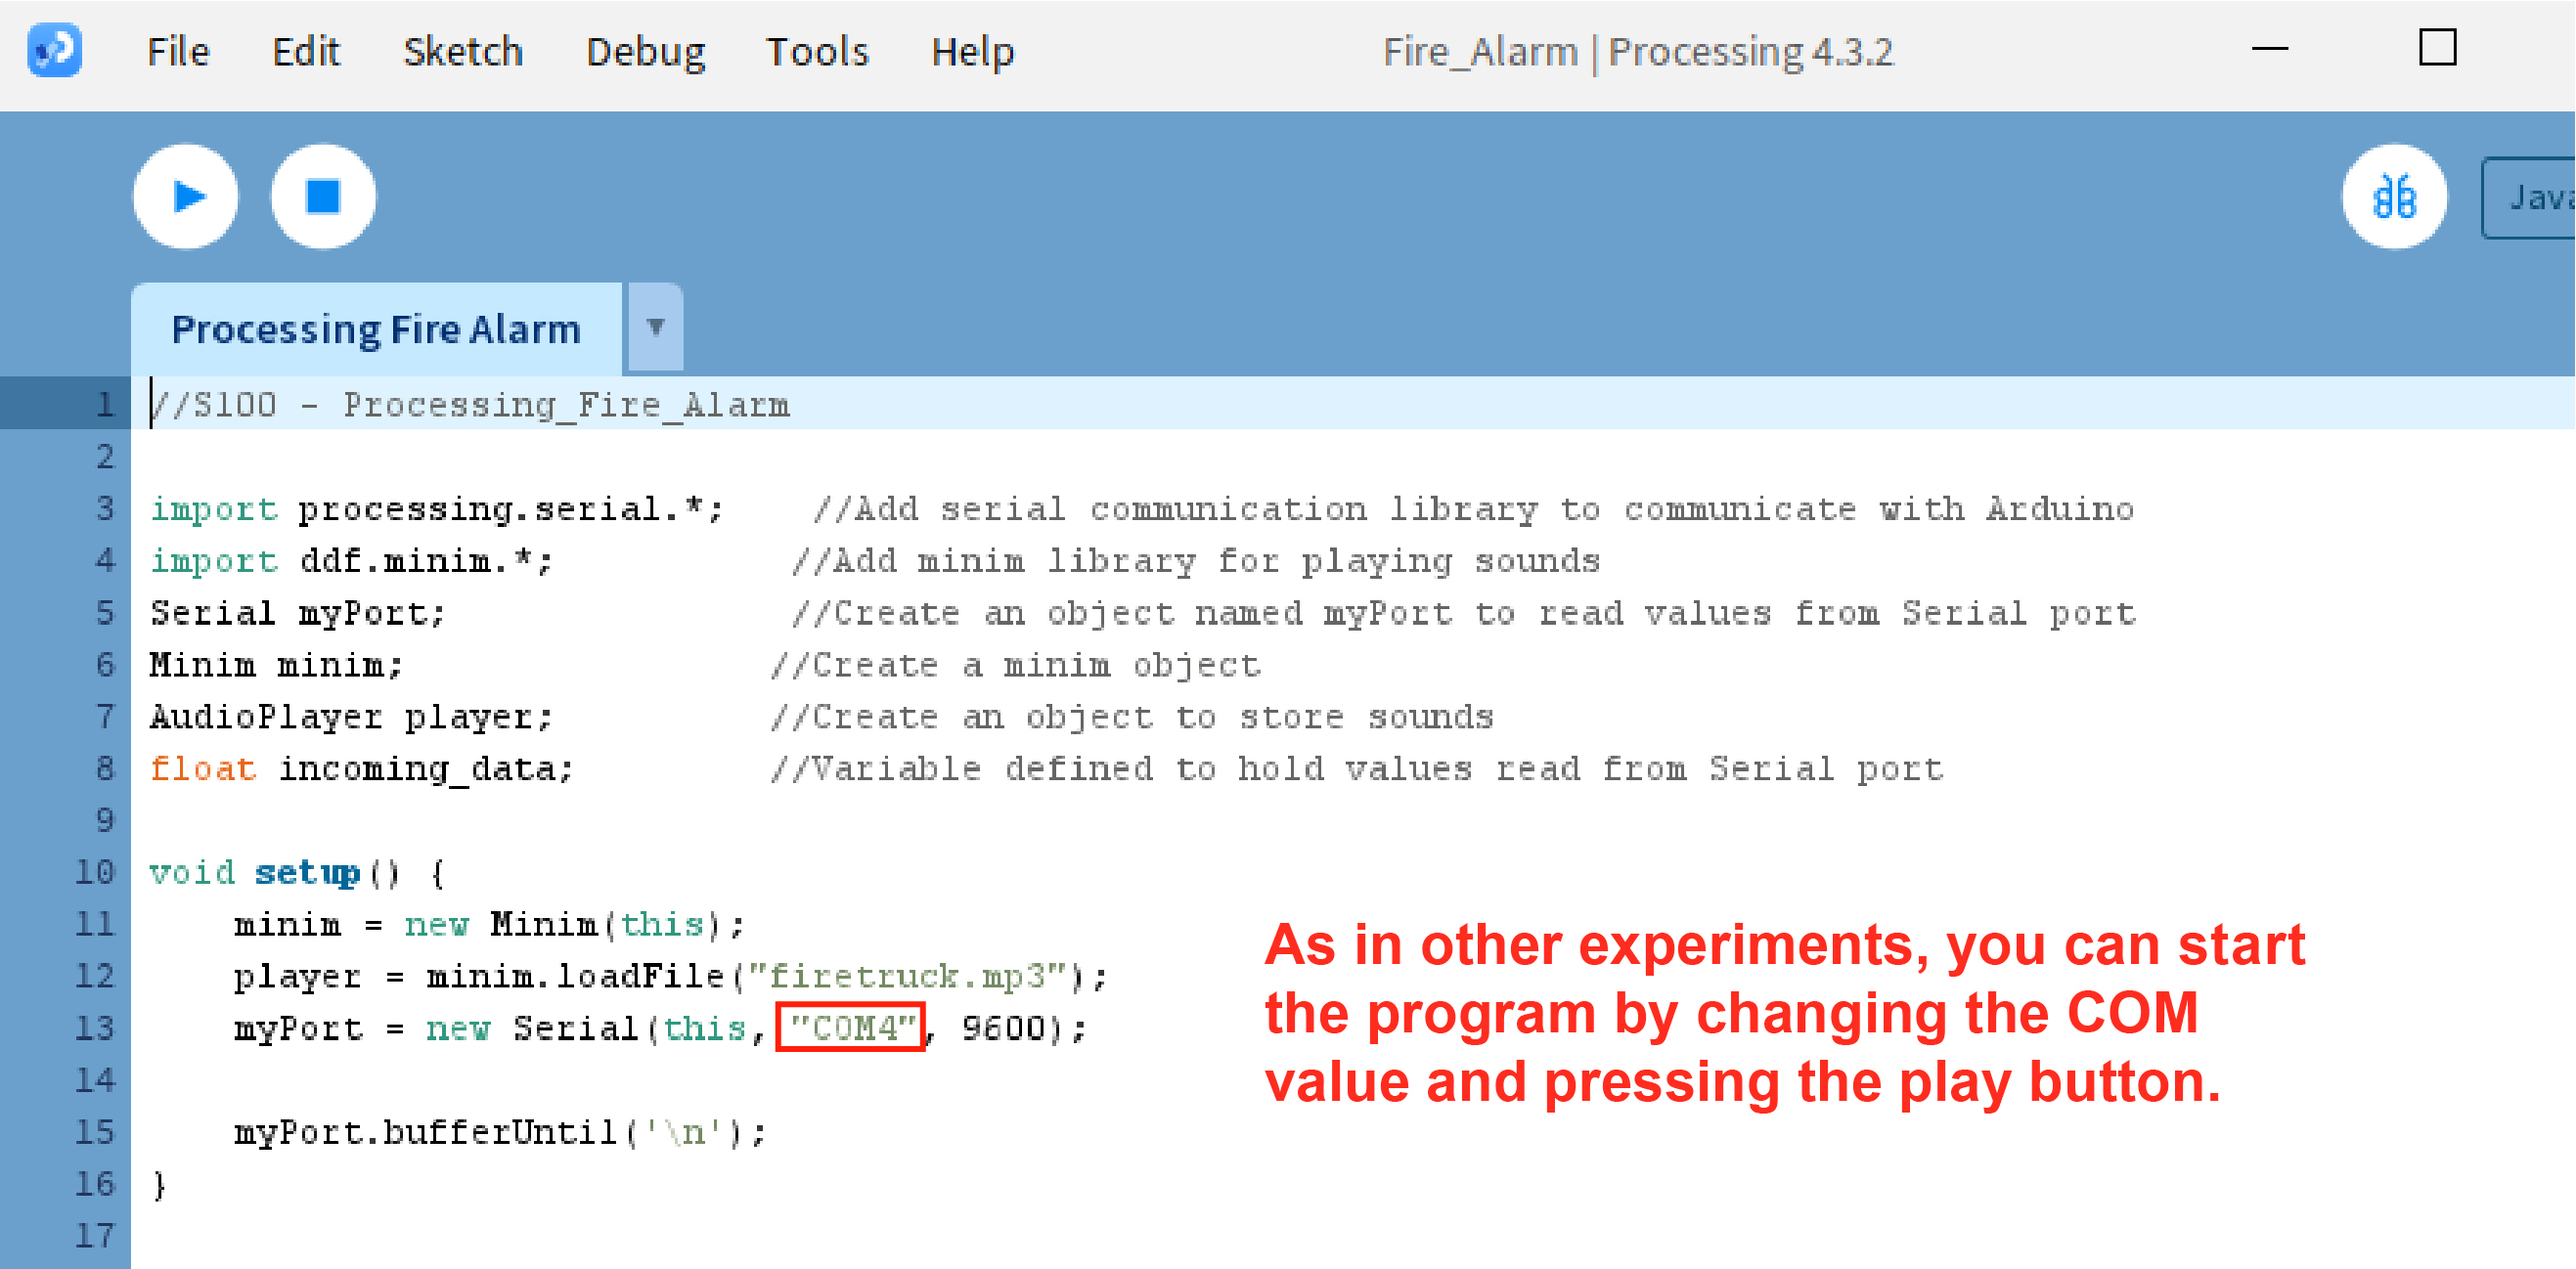 File Edit Sketch Debug Tools Help Fire_Alarm | Processing 4.3.2
Java
Processing Fire Alarm ▼
1 //S100 - Processing_Fire_Alarm
2
3 import processing.serial.*; //Add serial communication library to communicate with Arduino
4 import ddf.minim.*; //Add minim library for playing sounds
5 Serial myPort; //Create an object named myPort to read values from Serial port
6 Minim minim; //Create a minim object
7 AudioPlayer player; //Create an object to store sounds
8 float incoming_data; //Variable defined to hold values read from Serial port
9
10 void setup() {
11 minim = new Minim(this);
12 player = minim.loadFile("firetruck.mp3");
13 myPort = new Serial(this, "COM4", 9600);
14
15 myPort.bufferUntil('\n');
16 }
17
As in other experiments, you can start
the program by changing the COM
value and pressing the play button.